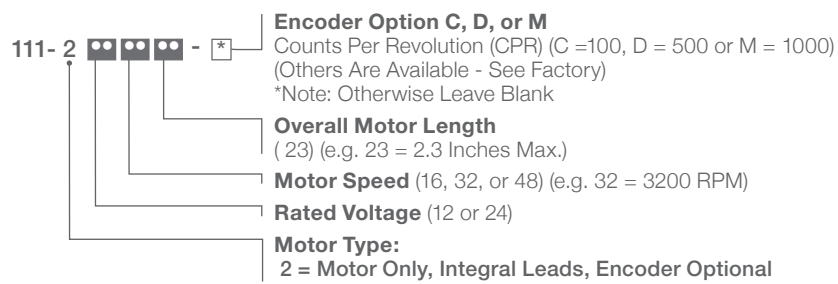 Encoder Option C, D, or M
111- 2 - *
Counts Per Revolution (CPR) (C =100, D = 500 or M = 1000)
(Others Are Available - See Factory)
*Note: Otherwise Leave Blank
Overall Motor Length
( 23) (e.g. 23 = 2.3 Inches Max.)
Motor Speed (16, 32, or 48) (e.g. 32 = 3200 RPM)
Rated Voltage (12 or 24)
Motor Type:
2 = Motor Only, Integral Leads, Encoder Optional